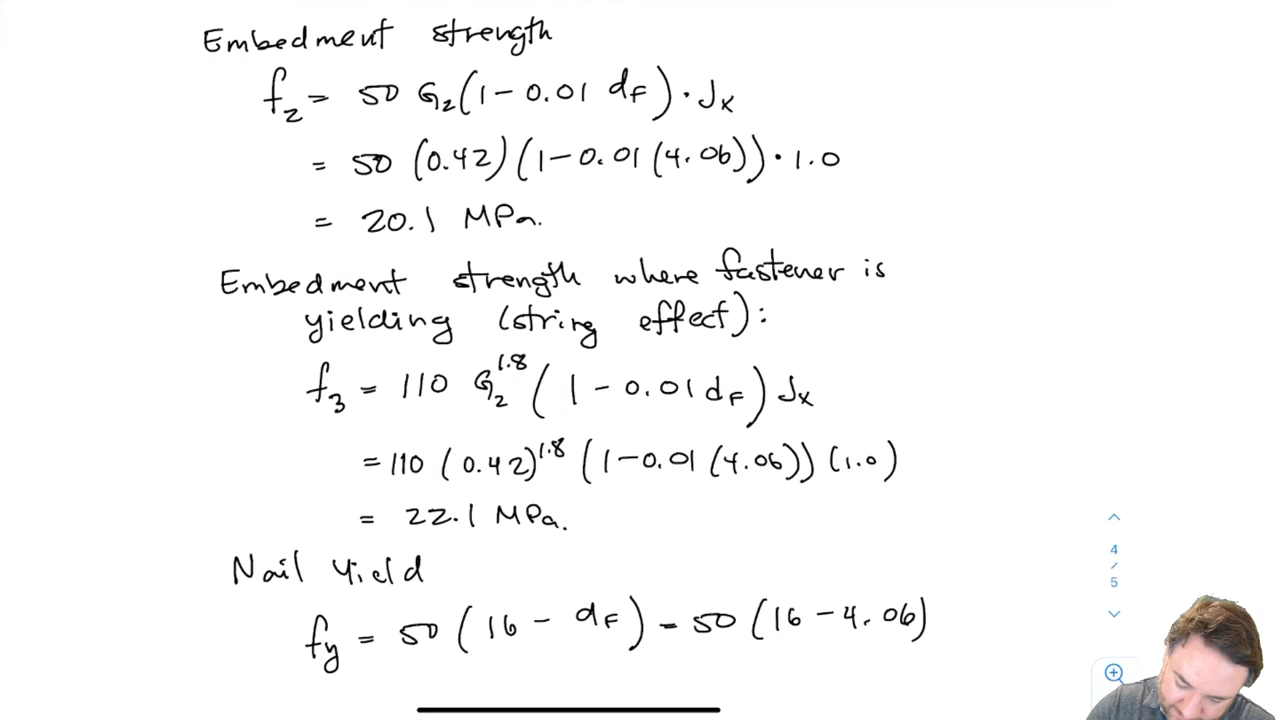 Embedment strength
f₂ = 50 G₂(1 - 0.01 dF) · Jx
= 50 (0.42)(1 - 0.01 (4.06)) · 1.0
= 20.1 MPa.
Embedment strength where fastener is
yielding (string effect):
f₃ = 110 G₂^1.8 (1 - 0.01 dF) Jx
= 110 (0.42)^1.8 (1 - 0.01 (4.06)) (1.0)
= 22.1 MPa.
Nail Yield
fy = 50 (16 - dF) = 50 (16 - 4.06)
4
/
5